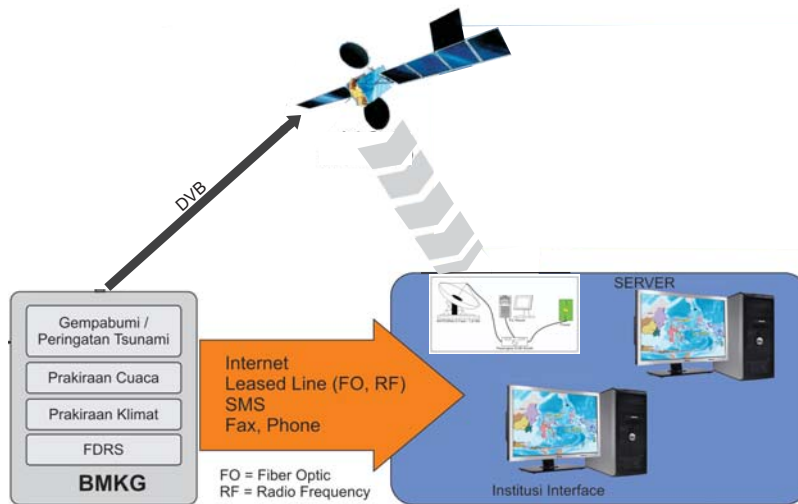 DVB
Gempabumi /
Peringatan Tsunami
Prakiraan Cuaca
Prakiraan Klimat
FDRS
BMKG
Internet
Leased Line (FO, RF)
SMS
Fax, Phone
FO = Fiber Optic
RF = Radio Frequency
SERVER
Institusi Interface